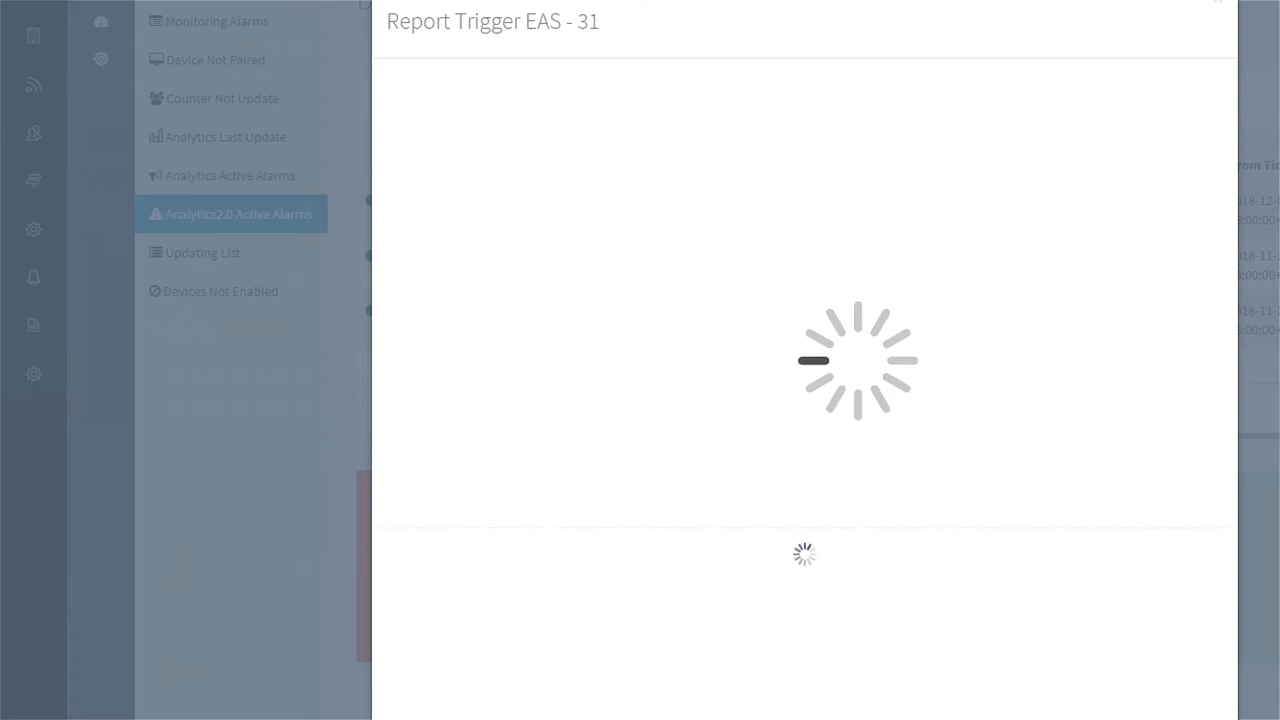 Report Trigger EAS - 31
Monitoring Alarms
Device Not Paired
Counter Not Update
Analytics Last Update
Analytics Active Alarms
Analytics2.0 Active Alarms
Updating List
Devices Not Enabled